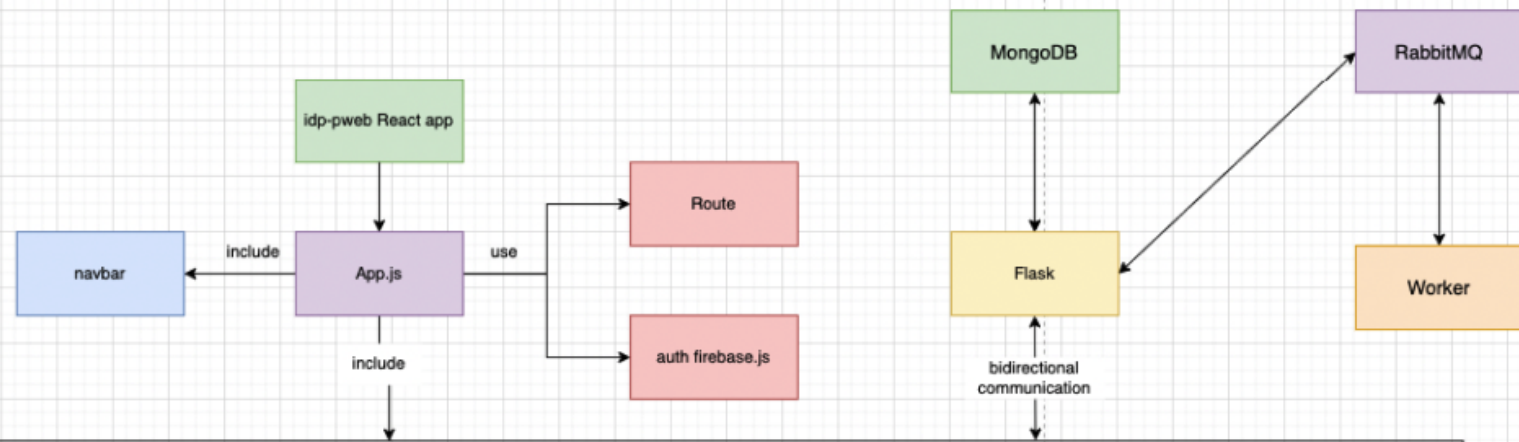 MongoDB
RabbitMQ
idp-pweb React app
Route
include
use
navbar
App.js
Flask
Worker
include
auth firebase.js
bidirectional
communication